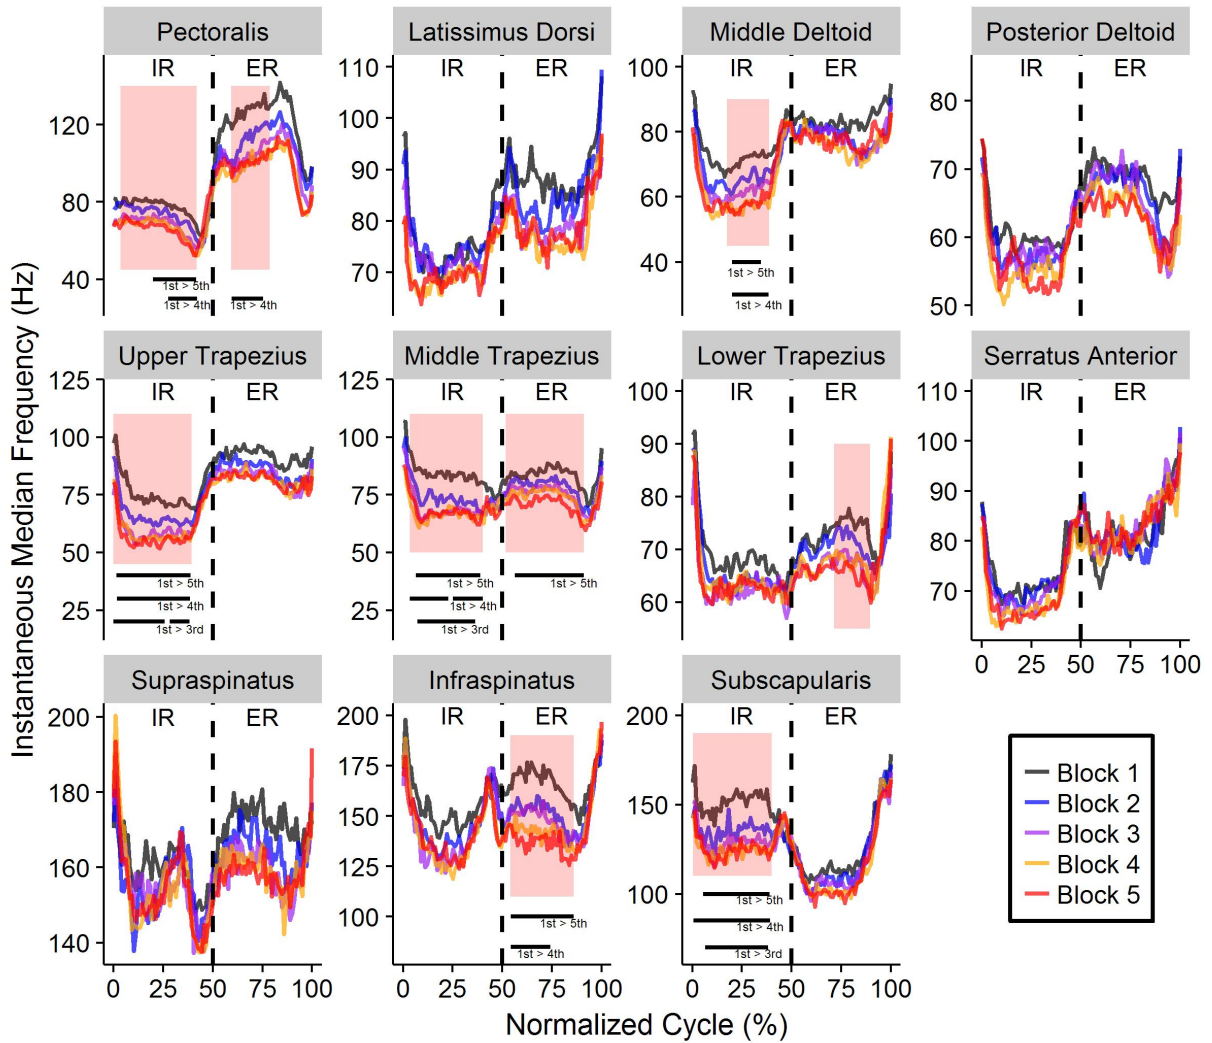 Instantaneous Median Frequency (Hz)
Pectoralis
IR ER
120
80
40
1st > 5th
1st > 4th
1st > 4th
Latissimus Dorsi
IR ER
110
100
90
80
70
Middle Deltoid
IR ER
100
80
60
40
1st > 5th
1st > 4th
Posterior Deltoid
IR ER
80
70
60
50
Upper Trapezius
IR ER
125
100
75
50
25
1st > 5th
1st > 4th
1st > 3rd
Middle Trapezius
IR ER
125
100
75
50
25
1st > 5th
1st > 5th
1st > 4th
1st > 3rd
Lower Trapezius
IR ER
100
90
80
70
60
Serratus Anterior
IR ER
110
100
90
80
70
0 25 50 75 100
Supraspinatus
IR ER
200
180
160
140
0 25 50 75 100
Infraspinatus
IR ER
200
175
150
125
100
1st > 5th
1st > 4th
0 25 50 75 100
Subscapularis
IR ER
200
150
100
1st > 5th
1st > 4th
1st > 3rd
0 25 50 75 100
Block 1
Block 2
Block 3
Block 4
Block 5
Normalized Cycle (%)